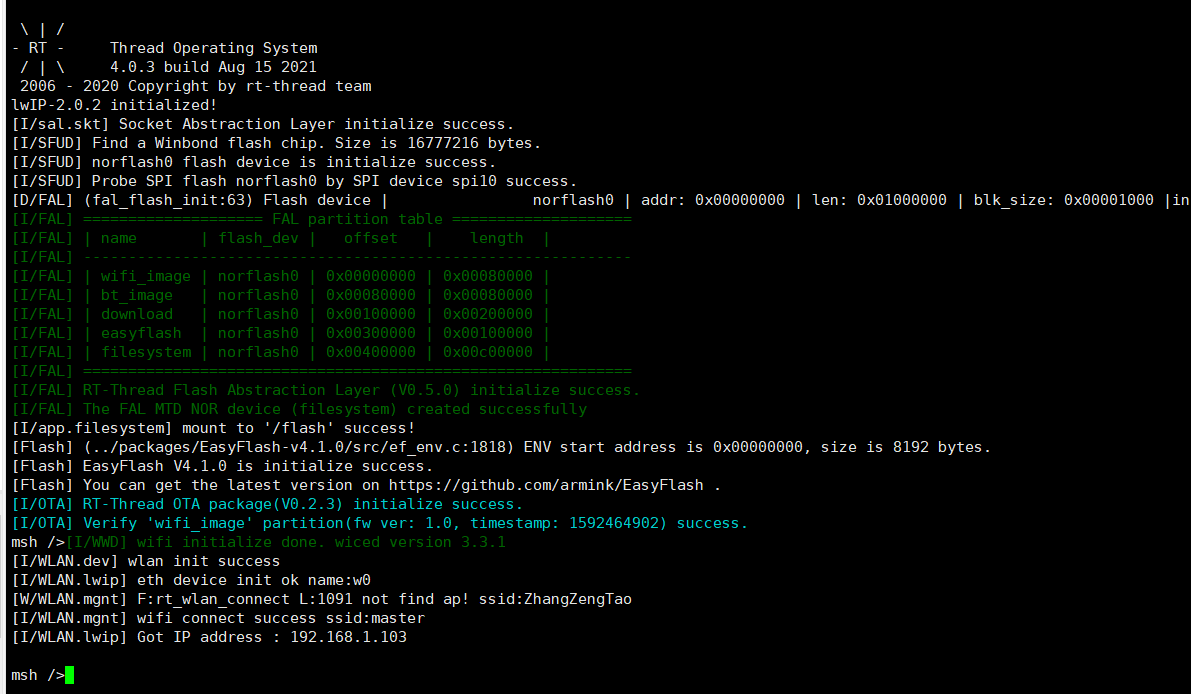 \ | /
- RT -     Thread Operating System
/ | \     4.0.3 build Aug 15 2021
2006 - 2020 Copyright by rt-thread team
lwIP-2.0.2 initialized!
[I/sal.skt] Socket Abstraction Layer initialize success.
[I/SFUD] Find a Winbond flash chip. Size is 16777216 bytes.
[I/SFUD] norflash0 flash device is initialize success.
[I/SFUD] Probe SPI flash norflash0 by SPI device spi10 success.
[D/FAL] (fal_flash_init:63) Flash device |                norflash0 | addr: 0x00000000 | len: 0x01000000 | blk_size: 0x00001000 |in
[I/FAL] ==================== FAL partition table ====================
[I/FAL] | name       | flash_dev |   offset   |    length  |
[I/FAL] -------------------------------------------------------------
[I/FAL] | wifi_image | norflash0 | 0x00000000 | 0x00080000 |
[I/FAL] | bt_image   | norflash0 | 0x00080000 | 0x00080000 |
[I/FAL] | download   | norflash0 | 0x00100000 | 0x00200000 |
[I/FAL] | easyflash  | norflash0 | 0x00300000 | 0x00100000 |
[I/FAL] | filesystem | norflash0 | 0x00400000 | 0x00c00000 |
[I/FAL] =============================================================
[I/FAL] RT-Thread Flash Abstraction Layer (V0.5.0) initialize success.
[I/FAL] The FAL MTD NOR device (filesystem) created successfully
[I/app.filesystem] mount to '/flash' success!
[Flash] (../packages/EasyFlash-v4.1.0/src/ef_env.c:1818) ENV start address is 0x00000000, size is 8192 bytes.
[Flash] EasyFlash V4.1.0 is initialize success.
[Flash] You can get the latest version on https://github.com/armink/EasyFlash .
[I/OTA] RT-Thread OTA package(V0.2.3) initialize success.
[I/OTA] Verify 'wifi_image' partition(fw ver: 1.0, timestamp: 1592464902) success.
msh />[I/WWD] wifi initialize done. wiced version 3.3.1
[I/WLAN.dev] wlan init success
[I/WLAN.lwip] eth device init ok name:w0
[W/WLAN.mgnt] F:rt_wlan_connect L:1091 not find ap! ssid:ZhangZengTao
[I/WLAN.mgnt] wifi connect success ssid:master
[I/WLAN.lwip] Got IP address : 192.168.1.103
msh />